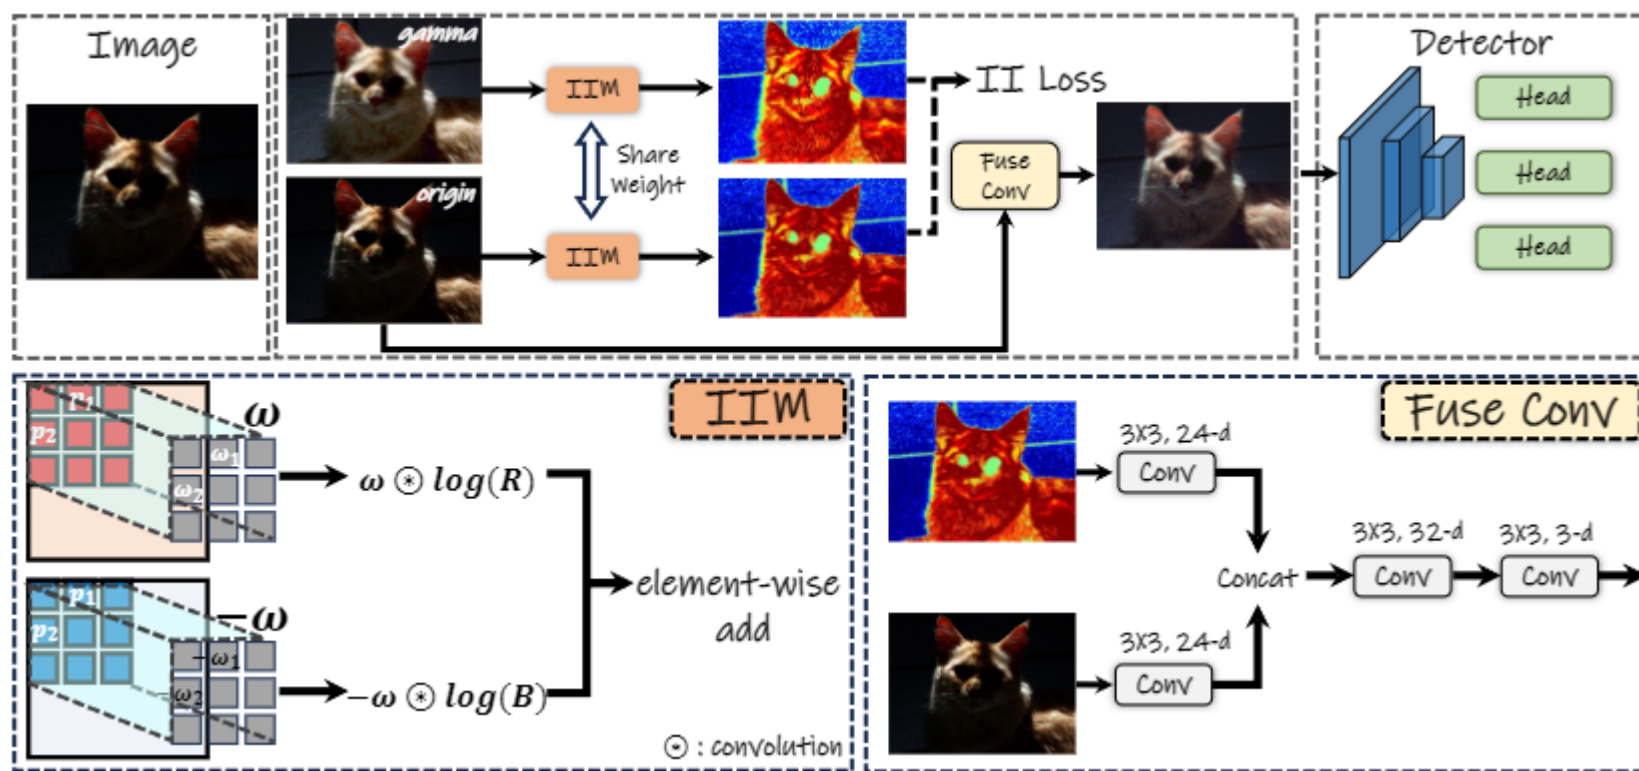 Image
gamma
IIM
Share
Weight
origin
IIM
II Loss
Fuse
Conv
Detector
Head
Head
Head
IIM
p₁
p₂
ω
ω₁
ω₂
ω ⊛ log(R)
p₁
p₂
-ω
-ω₁
-ω₂
-ω ⊛ log(B)
element-wise
add
⊛ : convolution
Fuse Conv
3X3, 24-d
Conv
3X3, 24-d
Conv
Concat
3X3, 32-d
Conv
3X3, 3-d
Conv